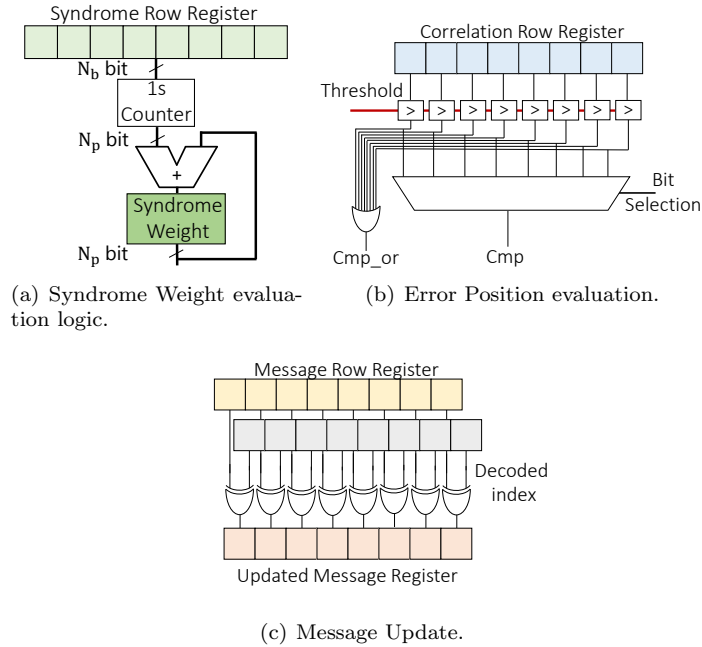 Syndrome Row Register
N_b bit
1s
Counter
N_p bit
+
Syndrome
Weight
N_p bit
(a) Syndrome Weight evalua-
tion logic.
Correlation Row Register
Threshold
> > > > > > > >
Bit
Selection
Cmp_or
Cmp
(b) Error Position evaluation.
Message Row Register
Decoded
index
Updated Message Register
(c) Message Update.